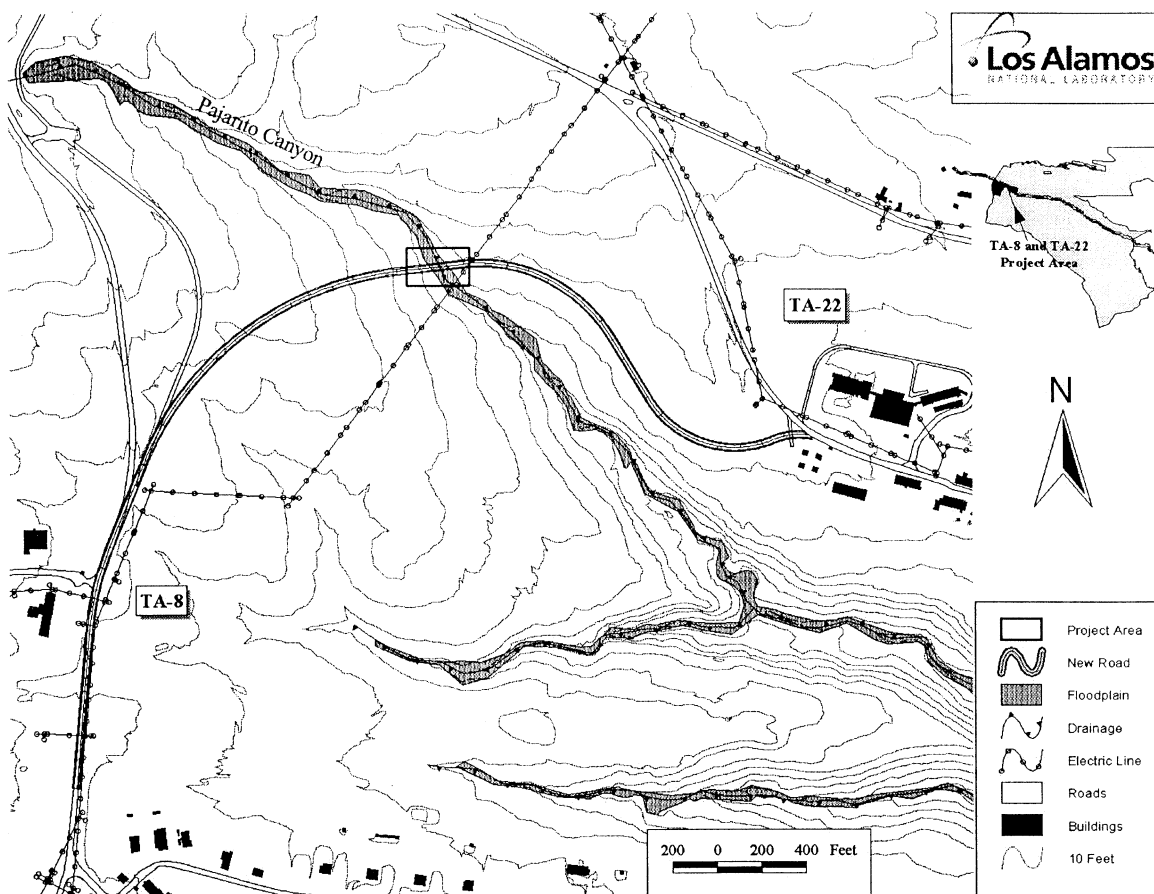 Los Alamos
NATIONAL LABORATORY
Pajarito Canyon
TA-8 and TA-22
Project Area
TA-22
N
TA-8
Project Area
New Road
Floodplain
Drainage
Electric Line
Roads
Buildings
10 Feet
200 0 200 400 Feet